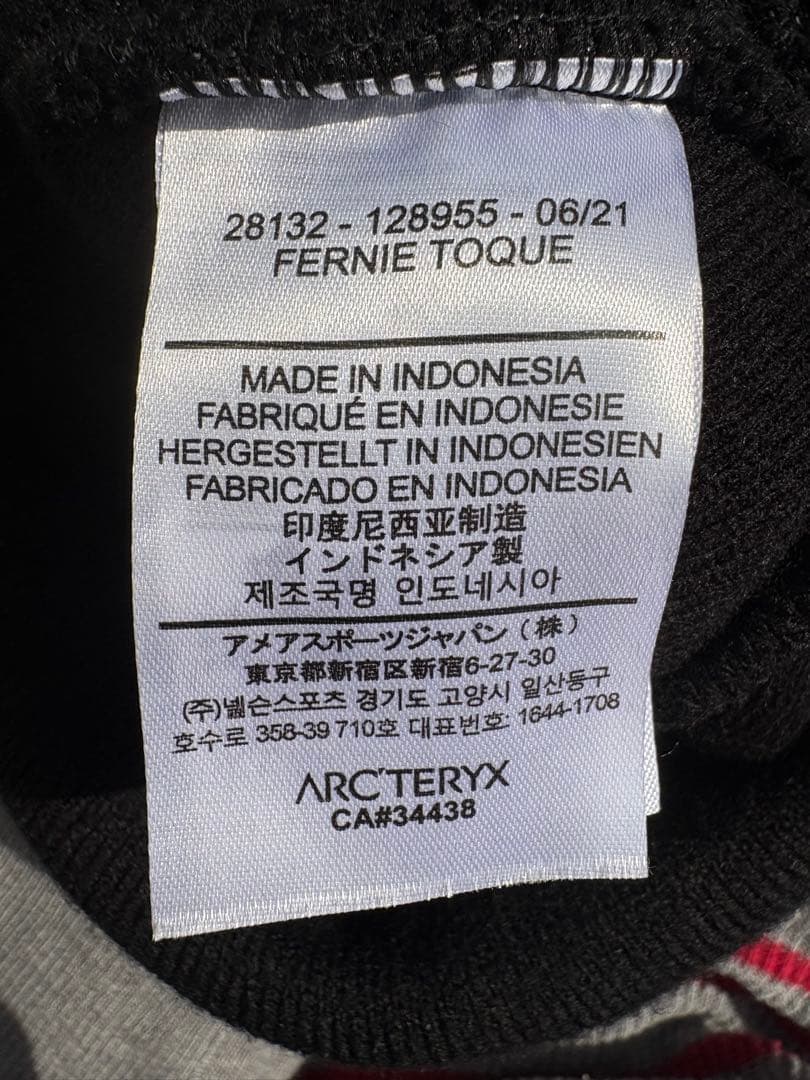 28132 - 128955 - 06/21
FERNIE TOQUE
MADE IN INDONESIA
FABRIQUÉ EN INDONESIE
HERGESTELLT IN INDONESIEN
FABRICADO EN INDONESIA
印度尼西亚制造
インドネシア製
제조국명 인도네시아
アメアスポーツジャパン（株）
東京都新宿区新宿6-27-30
(주)넬슨스포츠 경기도 고양시 일산동구
호수로 358-39 710호 대표번호: 1644-1708
ARC'TERYX
CA#34438